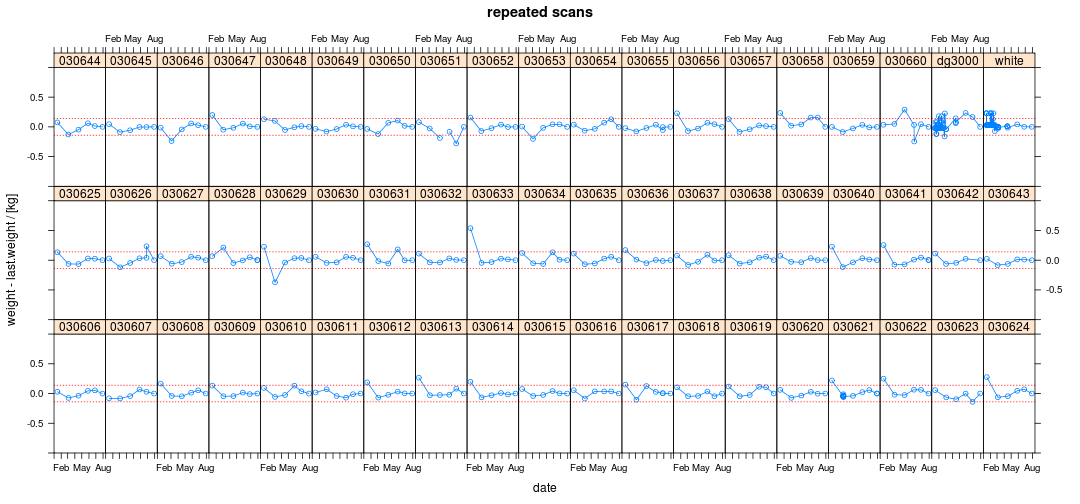 repeated scans
Feb May Aug Feb May Aug Feb May Aug Feb May Aug Feb May Aug Feb May Aug Feb May Aug Feb May Aug Feb May Aug
030644 030645 030646 030647 030648 030649 030650 030651 030652 030653 030654 030655 030656 030657 030658 030659 030660 dg3000 white
0.5
0.0
-0.5
030625 030626 030627 030628 030629 030630 030631 030632 030633 030634 030635 030636 030637 030638 030639 030640 030641 030642 030643
0.5
0.0
-0.5
weight - last.weight / [kg]
030606 030607 030608 030609 030610 030611 030612 030613 030614 030615 030616 030617 030618 030619 030620 030621 030622 030623 030624
0.5
0.0
-0.5
Feb May Aug Feb May Aug Feb May Aug Feb May Aug Feb May Aug Feb May Aug Feb May Aug Feb May Aug Feb May Aug Feb May Aug
date